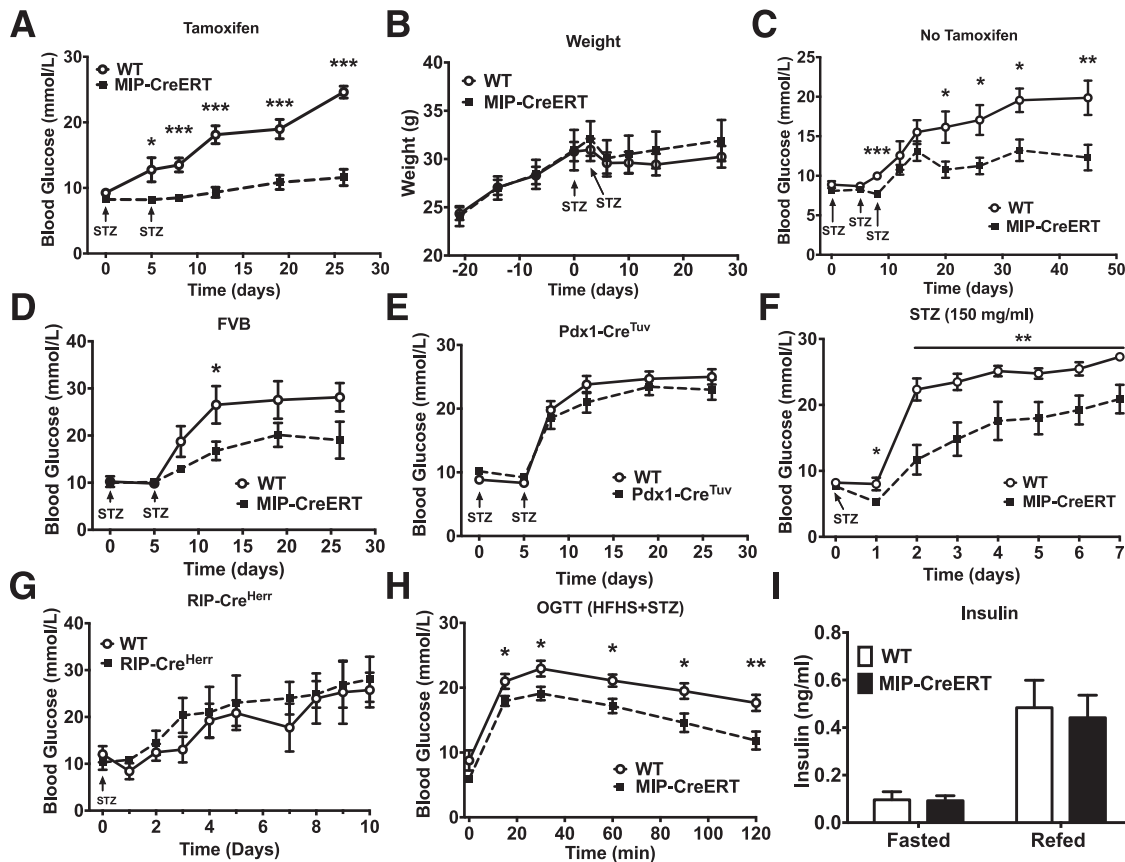 A
Tamoxifen
Blood Glucose (mmol/L)
30
20
10
0
WT
MIP-CreERT
* *** *** *** ***
STZ STZ
0 5 10 15 20 25 30
Time (days)
B
Weight
Weight (g)
40
35
30
25
20
WT
MIP-CreERT
STZ STZ
-20 -10 0 10 20 30
Time (days)
C
No Tamoxifen
Blood Glucose (mmol/L)
25
20
15
10
5
0
*** * * * **
STZ STZ
STZ
WT
MIP-CreERT
0 10 20 30 40 50
Time (days)
D
FVB
Blood Glucose (mmol/L)
40
30
20
10
0
*
STZ STZ
WT
MIP-CreERT
0 5 10 15 20 25 30
Time (days)
E
Pdx1-CreTuv
Blood Glucose (mmol/L)
30
20
10
0
STZ STZ
WT
Pdx1-CreTuv
0 5 10 15 20 25 30
Time (days)
F
STZ (150 mg/ml)
Blood Glucose (mmol/L)
30
20
10
0
* **
STZ
WT
MIP-CreERT
0 1 2 3 4 5 6 7
Time (days)
G
RIP-CreHerr
Blood Glucose (mmol/L)
40
30
20
10
0
WT
RIP-CreHerr
STZ
0 2 4 6 8 10
Time (Days)
H
OGTT (HFHS+STZ)
Blood Glucose (mmol/L)
30
20
10
0
* * * * **
WT
MIP-CreERT
0 20 40 60 80 100 120
Time (min)
I
Insulin
Insulin (ng/ml)
0.8
0.6
0.4
0.2
0.0
WT
MIP-CreERT
Fasted Refed